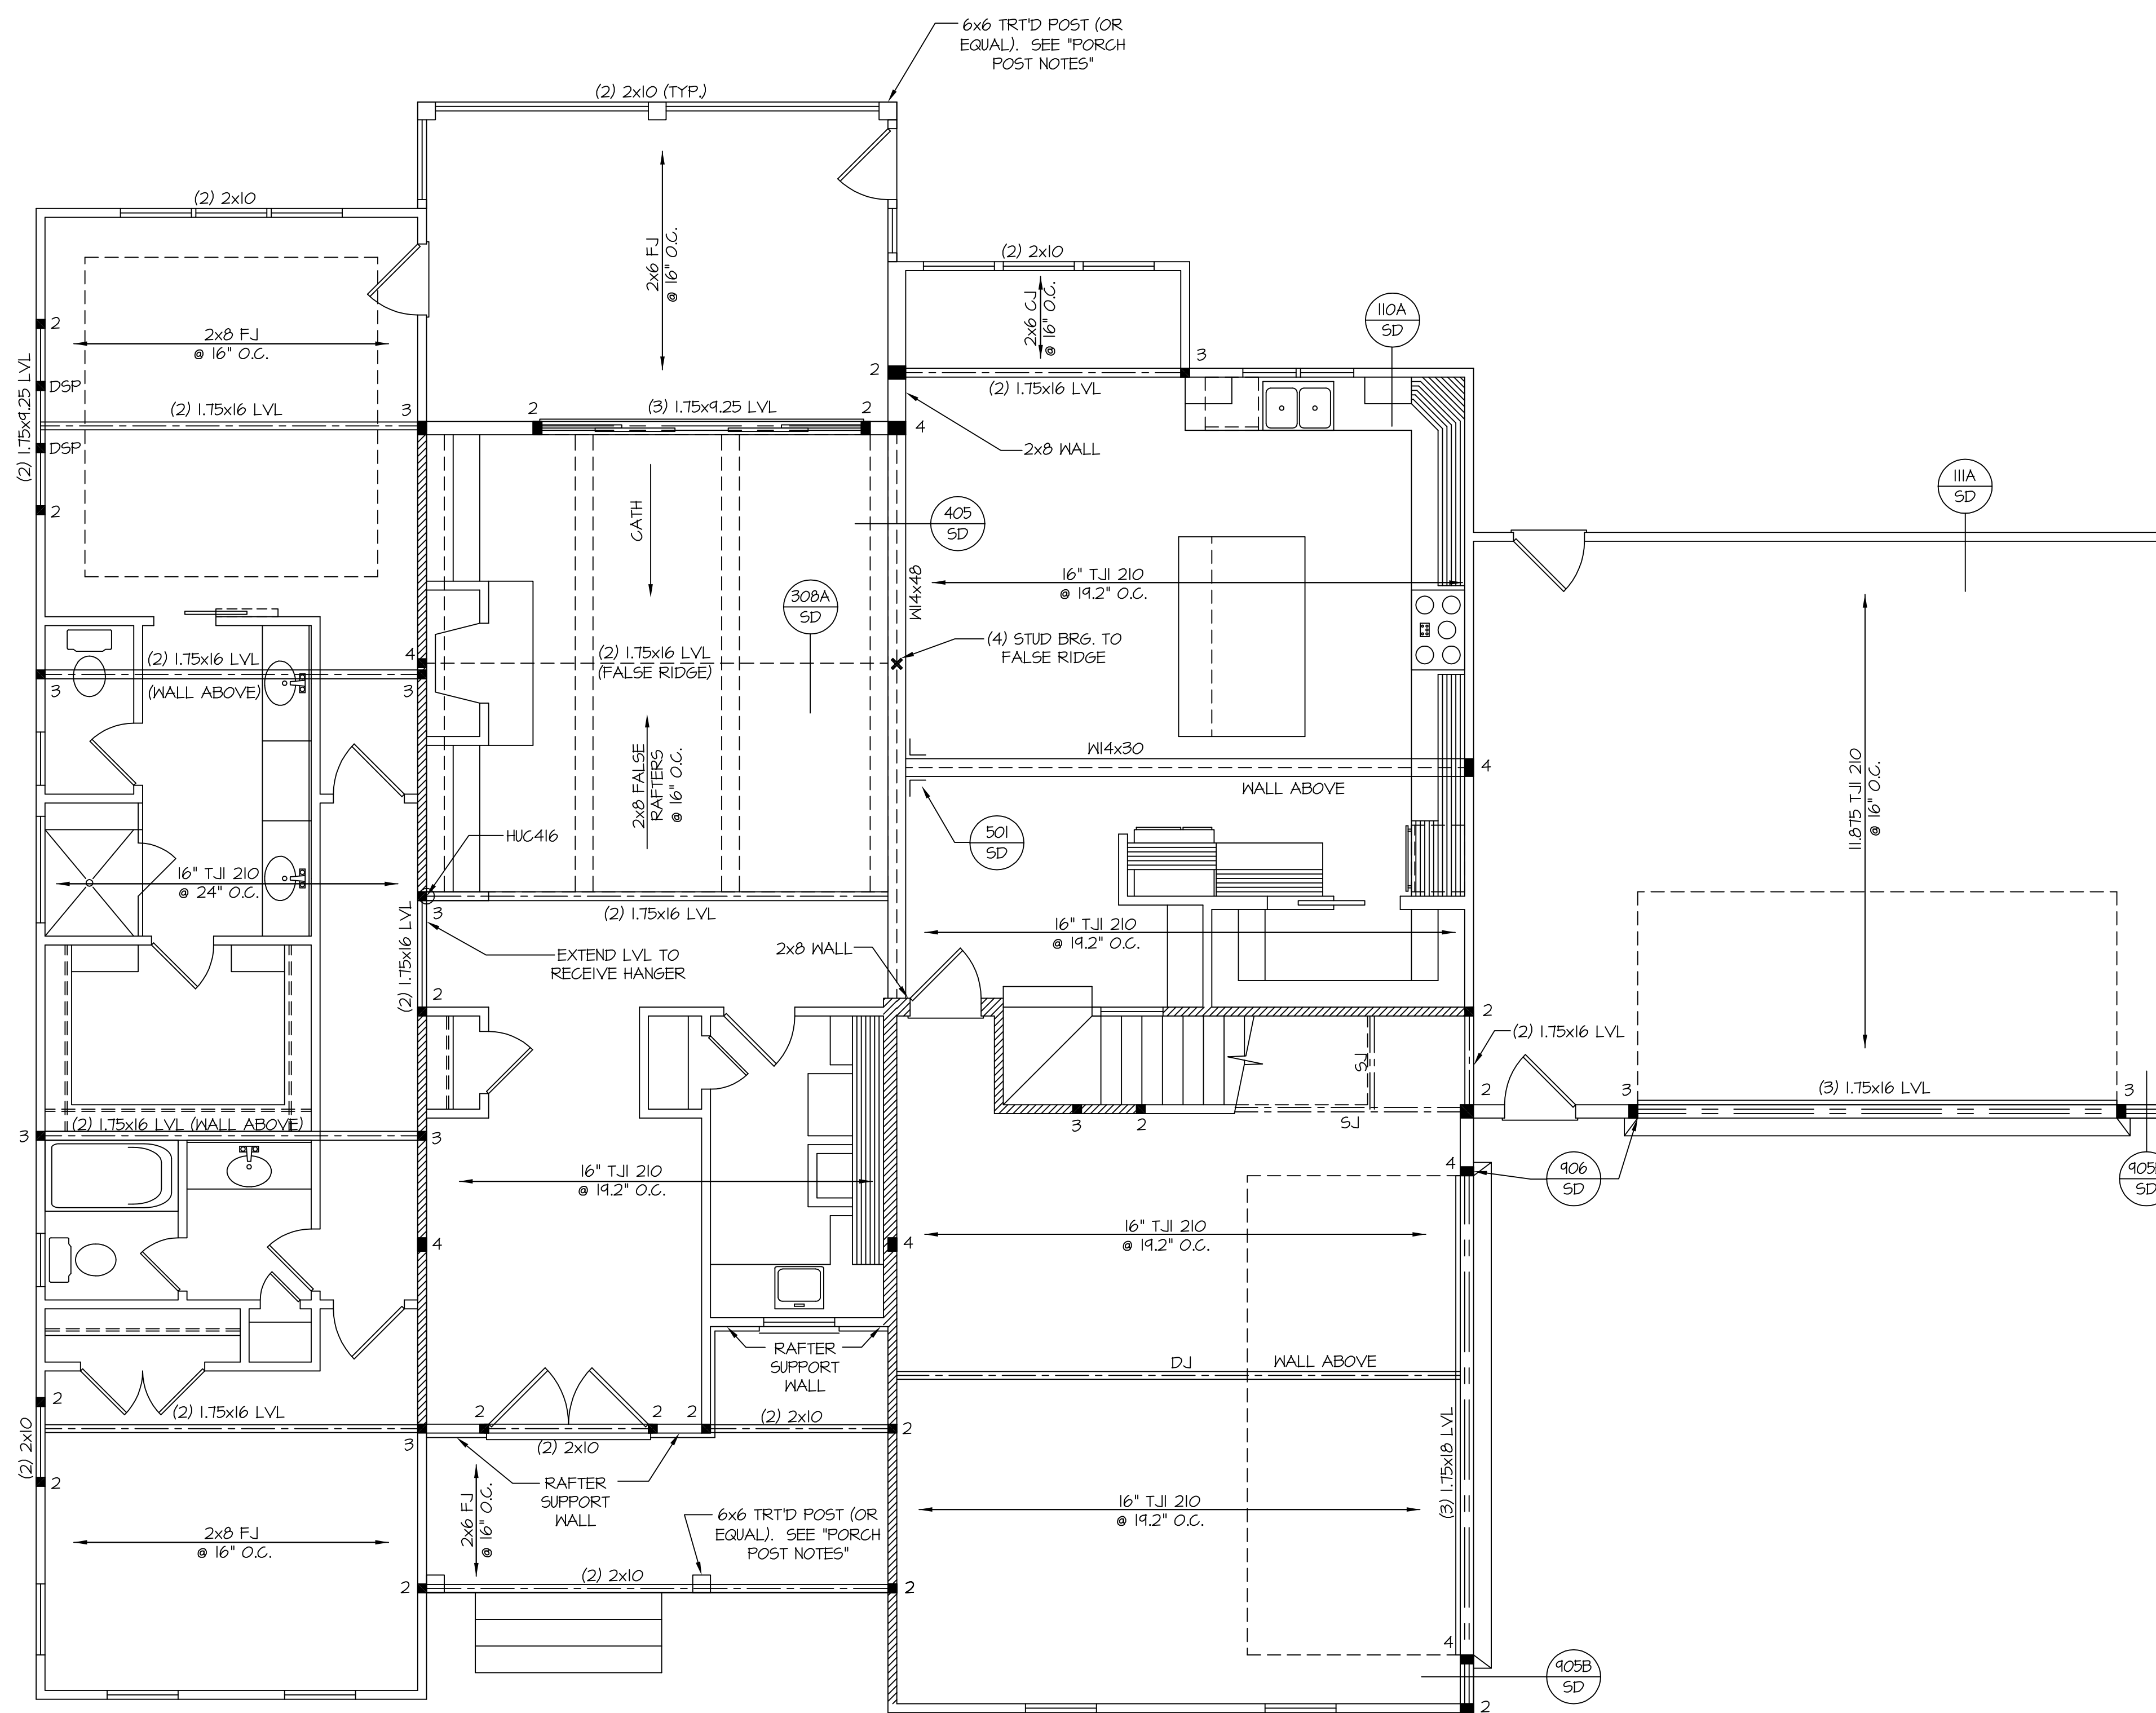 6x6 TRT'D POST (OR
EQUAL). SEE "PORCH
POST NOTES"
(2) 2x10 (TYP.)
(2) 2x10
2x6 FJ
@ 16" O.C.
(2) 2x10
2x6 CJ
@ 16" O.C.
110A
SD
2
2x8 FJ
@ 16" O.C.
(2) 1.75x9.25 LVL
DSP
DSP
2
(2) 1.75x16 LVL
3
2
(3) 1.75x9.25 LVL
2
2
4
3
(2) 1.75x16 LVL
2x8 WALL
111A
SD
CATH
405
SD
W14x48
16" TJI 210
@ 19.2" O.C.
308A
SD
(4) STUD BRG. TO
FALSE RIDGE
(2) 1.75x16 LVL
(FALSE RIDGE)
4
(2) 1.75x16 LVL
3
(WALL ABOVE)
3
2x8 FALSE
RAFTERS
@ 16" O.C.
W14x30
4
WALL ABOVE
11.875 TJI 210
@ 16" O.C.
HUC416
501
SD
16" TJI 210
@ 24" O.C.
3
(2) 1.75x16 LVL
(2) 1.75x16 LVL
EXTEND LVL TO
RECEIVE HANGER
2x8 WALL
16" TJI 210
@ 19.2" O.C.
2
2
(2) 1.75x16 LVL
SJ
SJ
2
3
(3) 1.75x16 LVL
3
3
(2) 1.75x16 LVL (WALL ABOVE)
3
3
2
16" TJI 210
@ 19.2" O.C.
4
906
SD
905
SD
4
4
16" TJI 210
@ 19.2" O.C.
RAFTER
SUPPORT
WALL
DJ
WALL ABOVE
2
(2) 2x10
2
(2) 1.75x16 LVL
3
2
2
2
(2) 2x10
2
(2) 2x10
(3) 1.75x18 LVL
RAFTER
SUPPORT
WALL
2x6 FJ
@ 16" O.C.
6x6 TRT'D POST (OR
EQUAL). SEE "PORCH
POST NOTES"
16" TJI 210
@ 19.2" O.C.
2x8 FJ
@ 16" O.C.
2
(2) 2x10
2
4
905B
SD
2